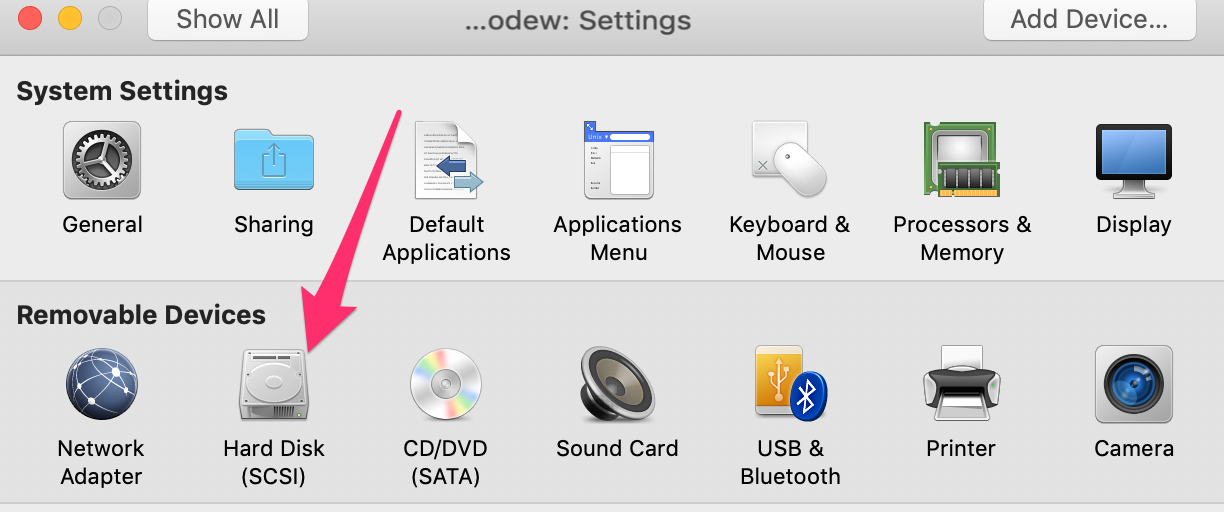 Show All
...odew: Settings
Add Device...
System Settings
General
Sharing
Default
Applications
Unix
Applications
Menu
Keyboard &
Mouse
Processors &
Memory
Display
Removable Devices
Network
Adapter
Hard Disk
(SCSI)
CD/DVD
(SATA)
Sound Card
USB &
Bluetooth
Printer
Camera